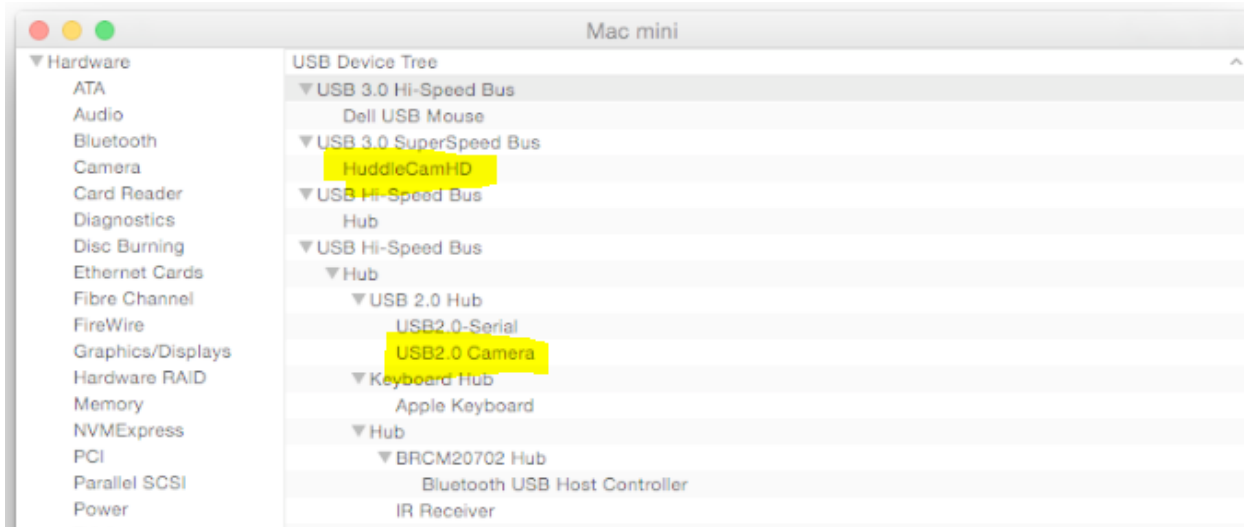 Mac mini
Hardware
ATA
Audio
Bluetooth
Camera
Card Reader
Diagnostics
Disc Burning
Ethernet Cards
Fibre Channel
FireWire
Graphics/Displays
Hardware RAID
Memory
NVMExpress
PCI
Parallel SCSI
Power
USB Device Tree
USB 3.0 Hi-Speed Bus
Dell USB Mouse
USB 3.0 SuperSpeed Bus
HuddleCamHD
USB Hi-Speed Bus
Hub
USB Hi-Speed Bus
Hub
USB 2.0 Hub
USB2.0-Serial
USB2.0 Camera
Keyboard Hub
Apple Keyboard
Hub
BRCM20702 Hub
Bluetooth USB Host Controller
IR Receiver